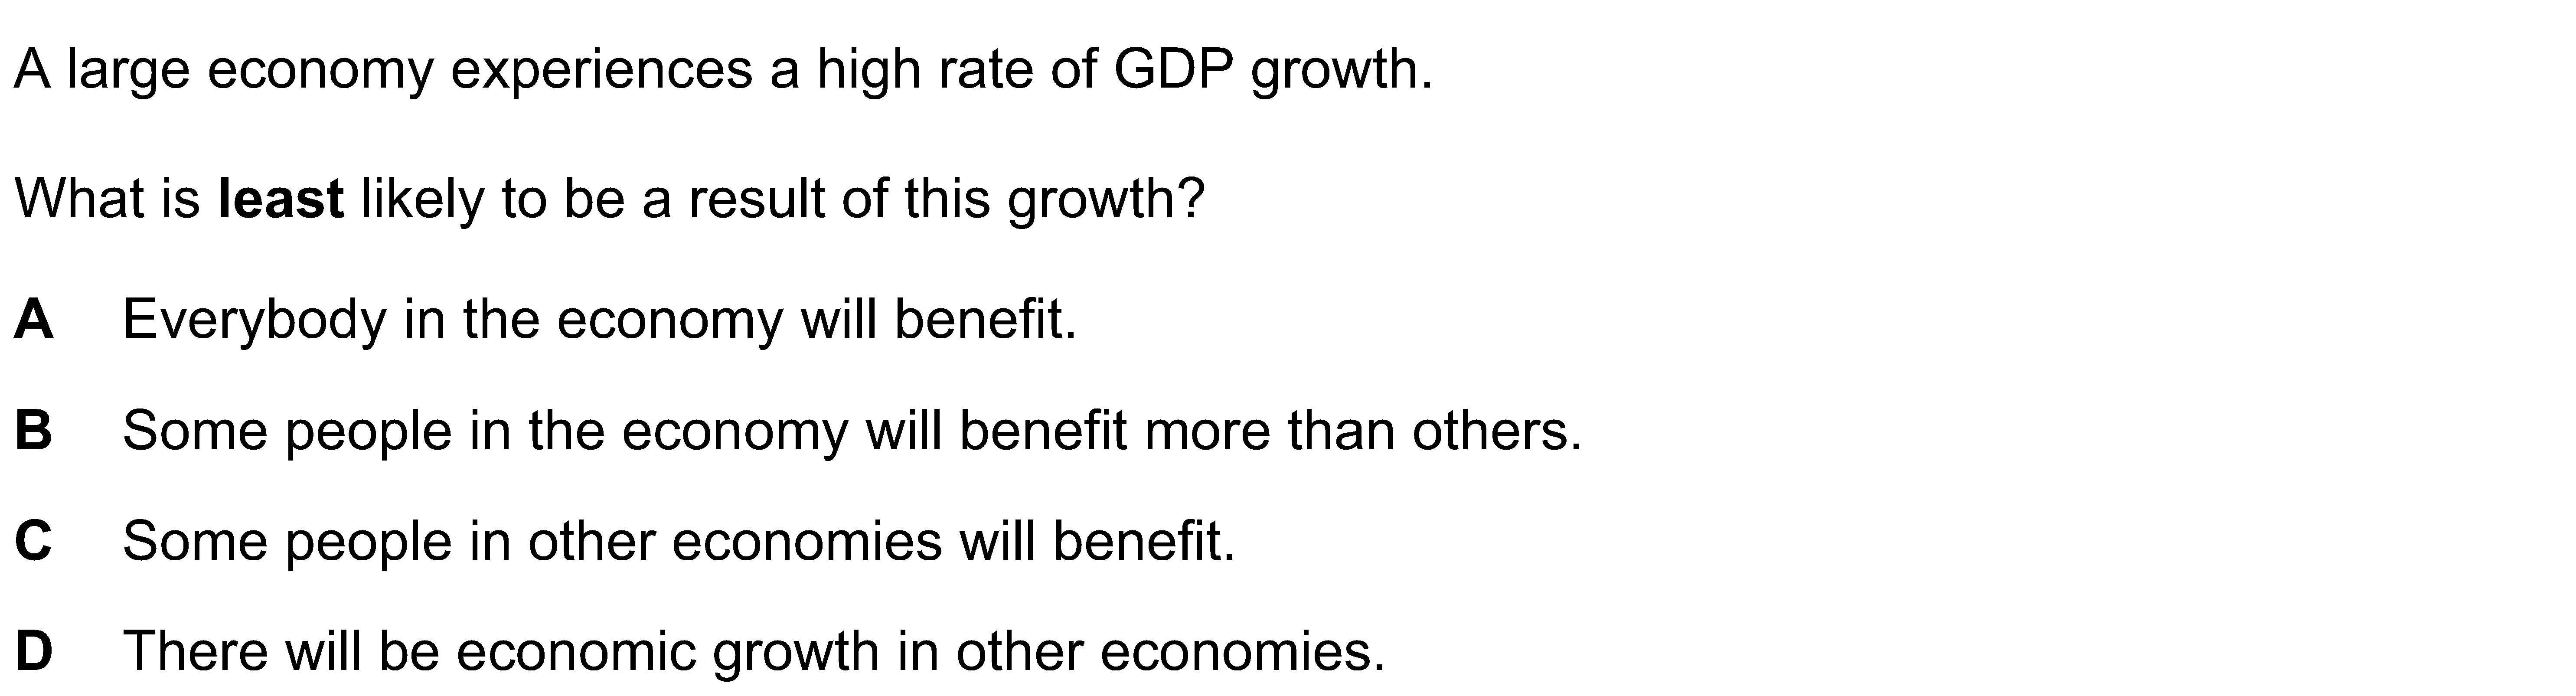 A large economy experiences a high rate of GDP growth.
What is least likely to be a result of this growth?
A Everybody in the economy will benefit.
B Some people in the economy will benefit more than others.
C Some people in other economies will benefit.
D There will be economic growth in other economies.